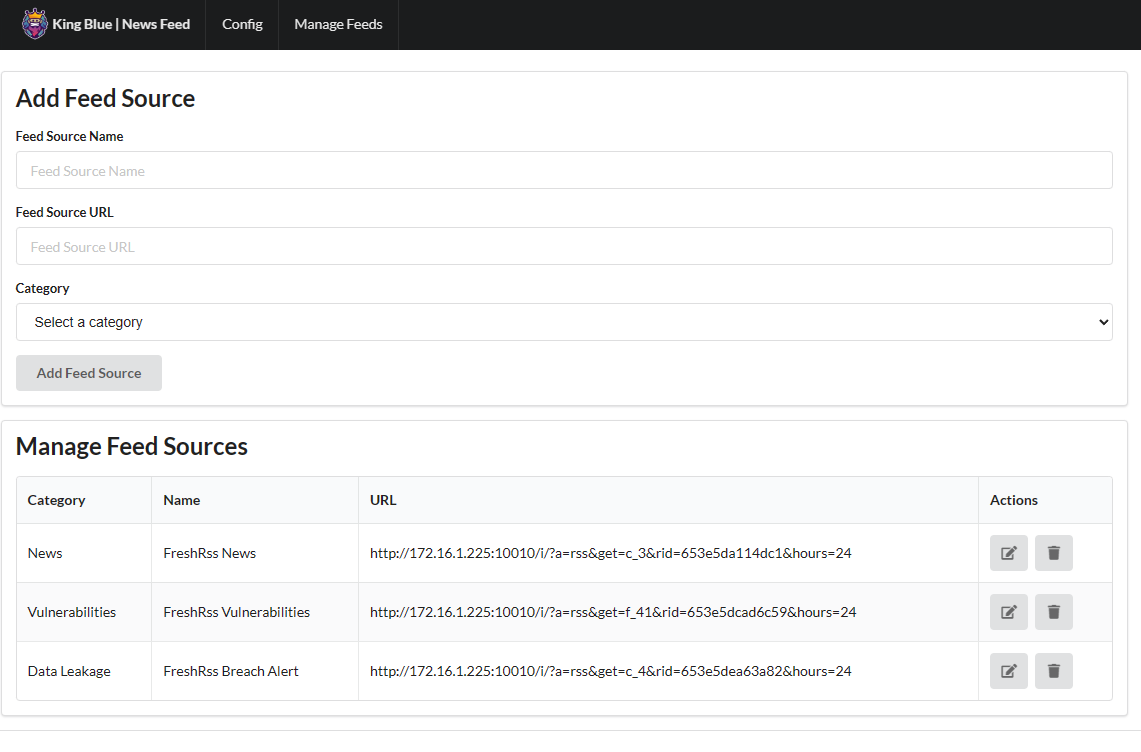 King Blue | News Feed Config Manage Feeds
Add Feed Source
Feed Source Name
Feed Source Name
Feed Source URL
Feed Source URL
Category
Select a category
Add Feed Source
Manage Feed Sources
Category Name URL Actions
News FreshRss News http://172.16.1.225:10010/i/?a=rss&get=c_3&rid=653e5da114dc1&hours=24
Vulnerabilities FreshRss Vulnerabilities http://172.16.1.225:10010/i/?a=rss&get=f_41&rid=653e5dcad6c59&hours=24
Data Leakage FreshRss Breach Alert http://172.16.1.225:10010/i/?a=rss&get=c_4&rid=653e5dea63a82&hours=24